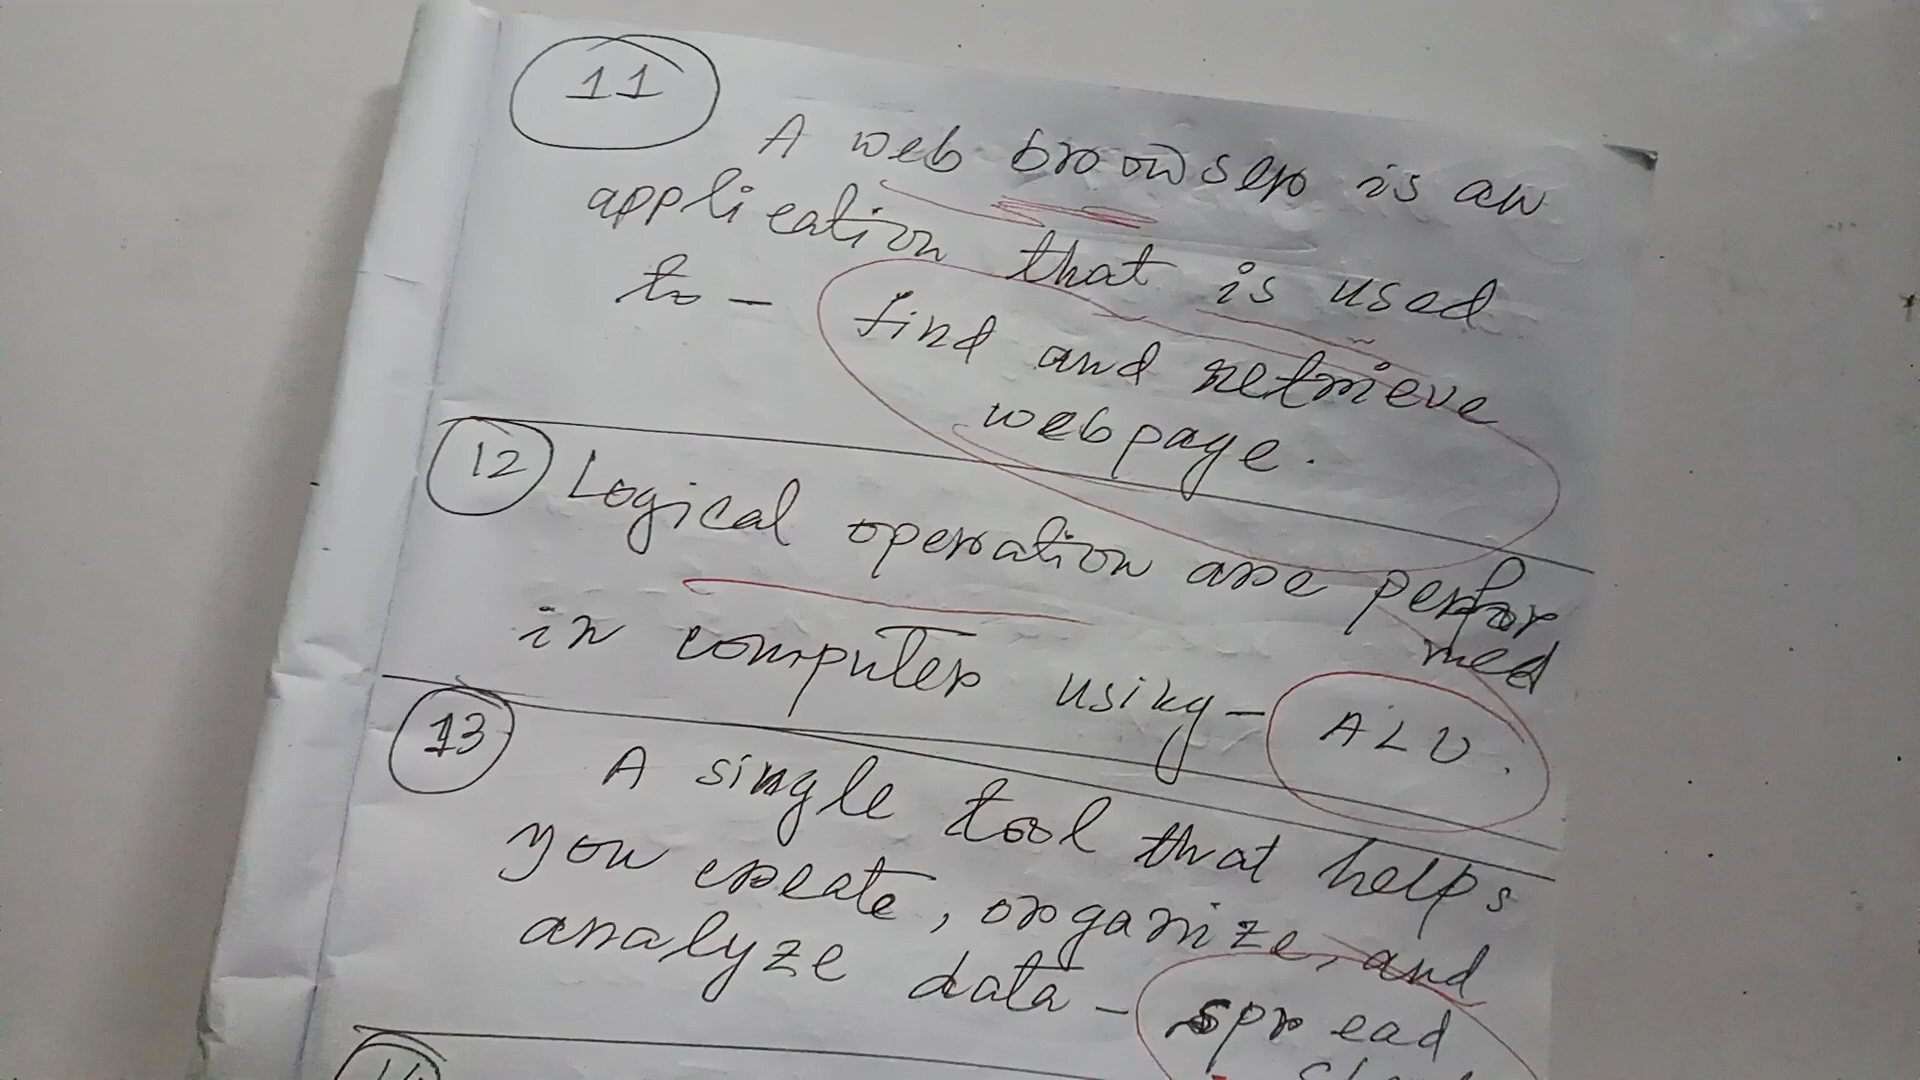 11
A web browser is an
application that is used
to - find and retrieve
webpage.
12 Logical operation are perfor
med
in computer using - ALU.
13
A single tool that helps
you create, organize, and
analyze data - spread